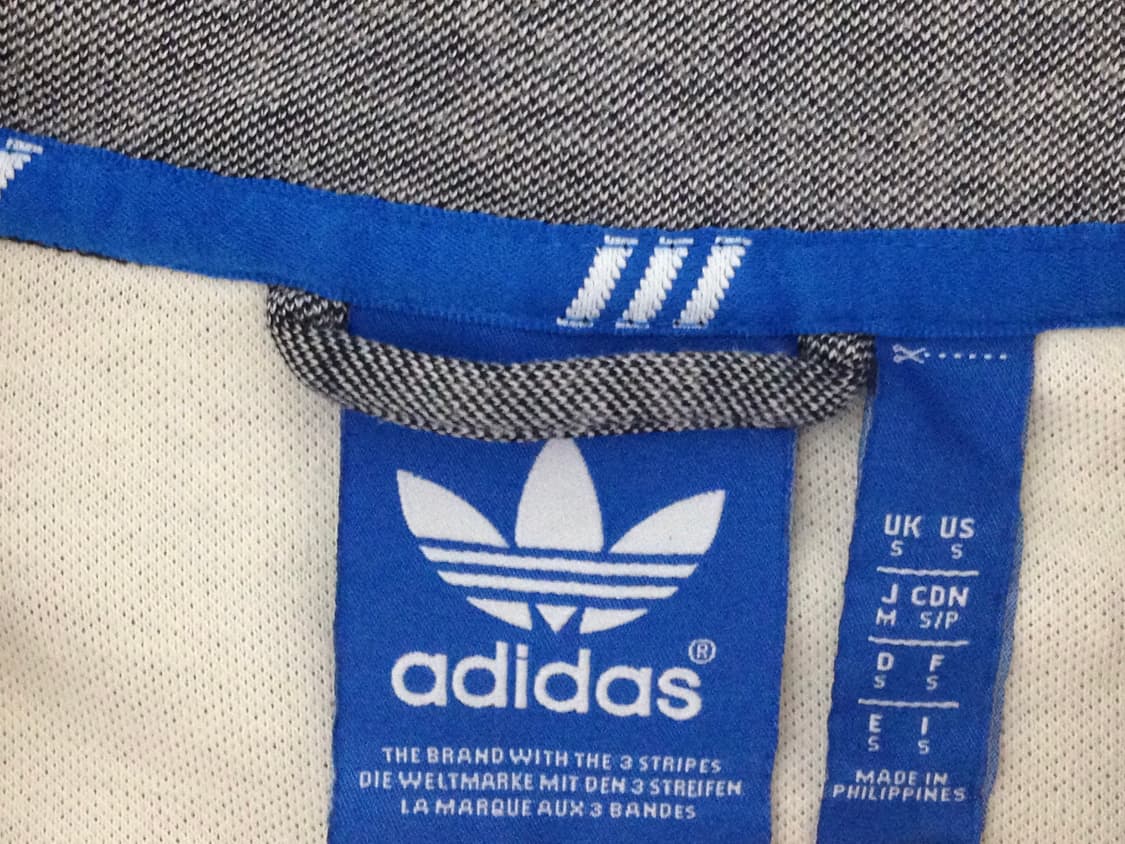 adidas®
THE BRAND WITH THE 3 STRIPES
DIE WELTMARKE MIT DEN 3 STREIFEN
LA MARQUE AUX 3 BANDES
UK US
S S
J CDN
M S/P
D F
S S
E I
S S
MADE IN
PHILIPPINES